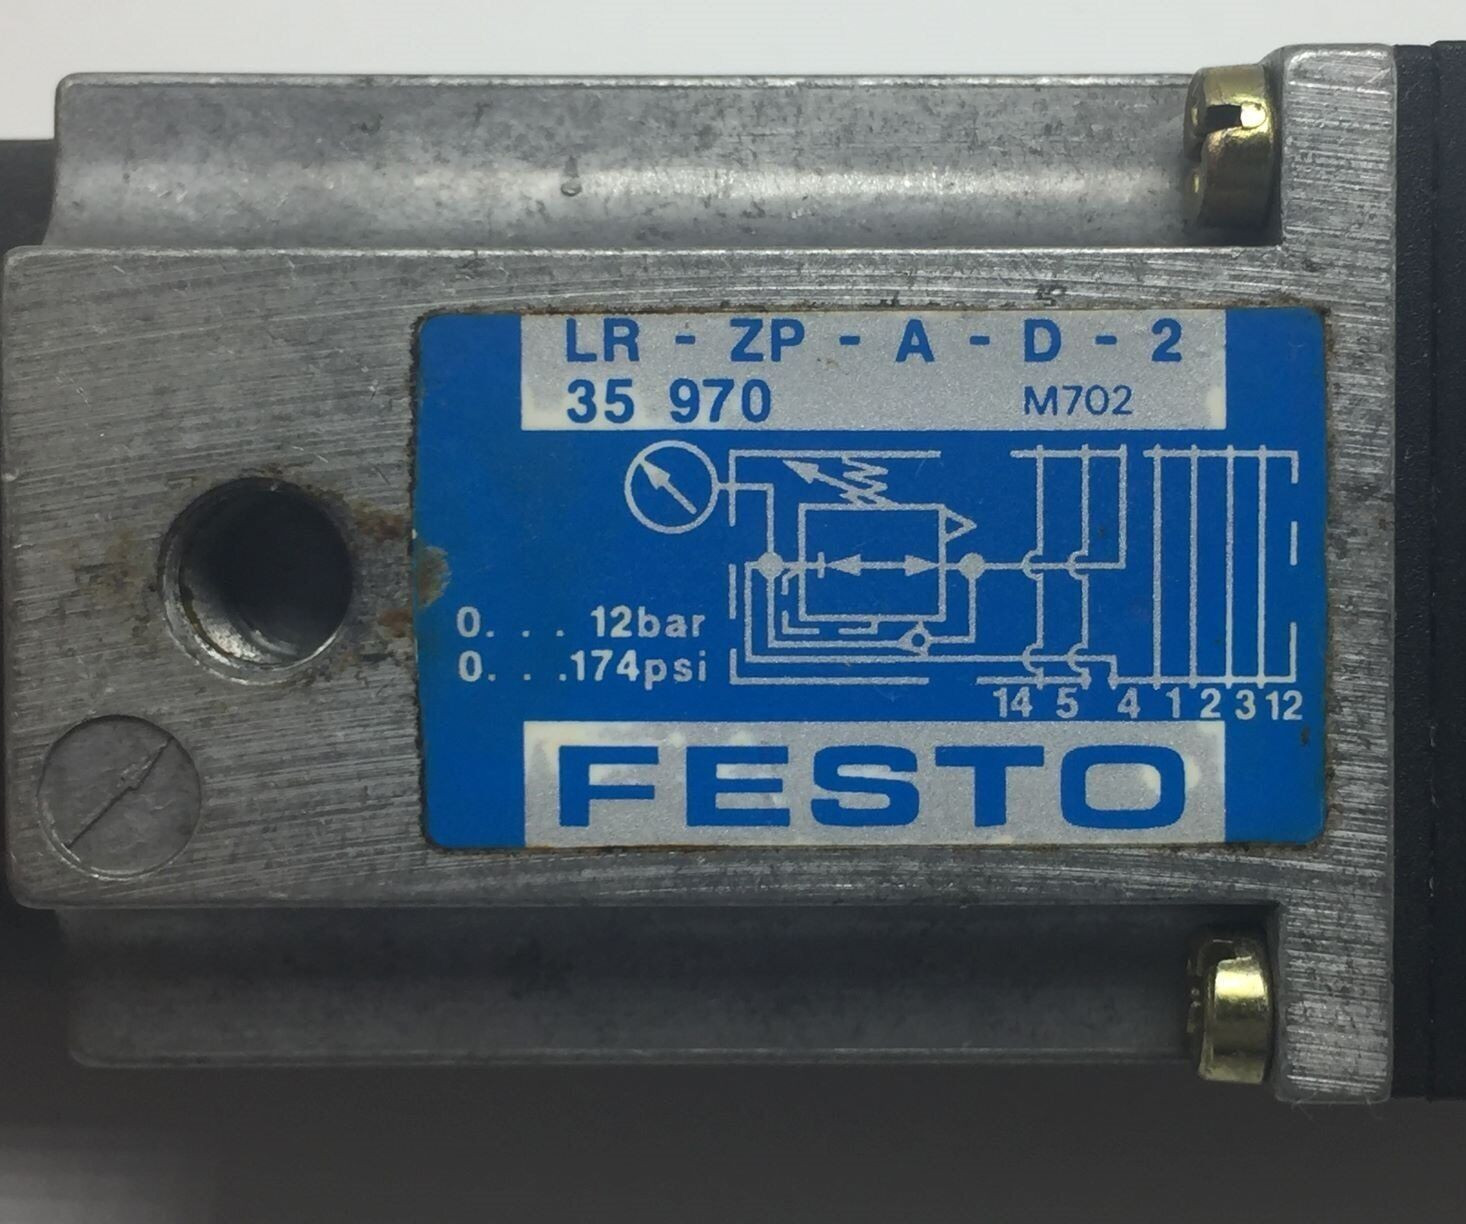 LR - ZP - A - D - 2
35 970 M702
0. . . 12bar
0. . .174psi
14 5 4 1 2 3 12
FESTO